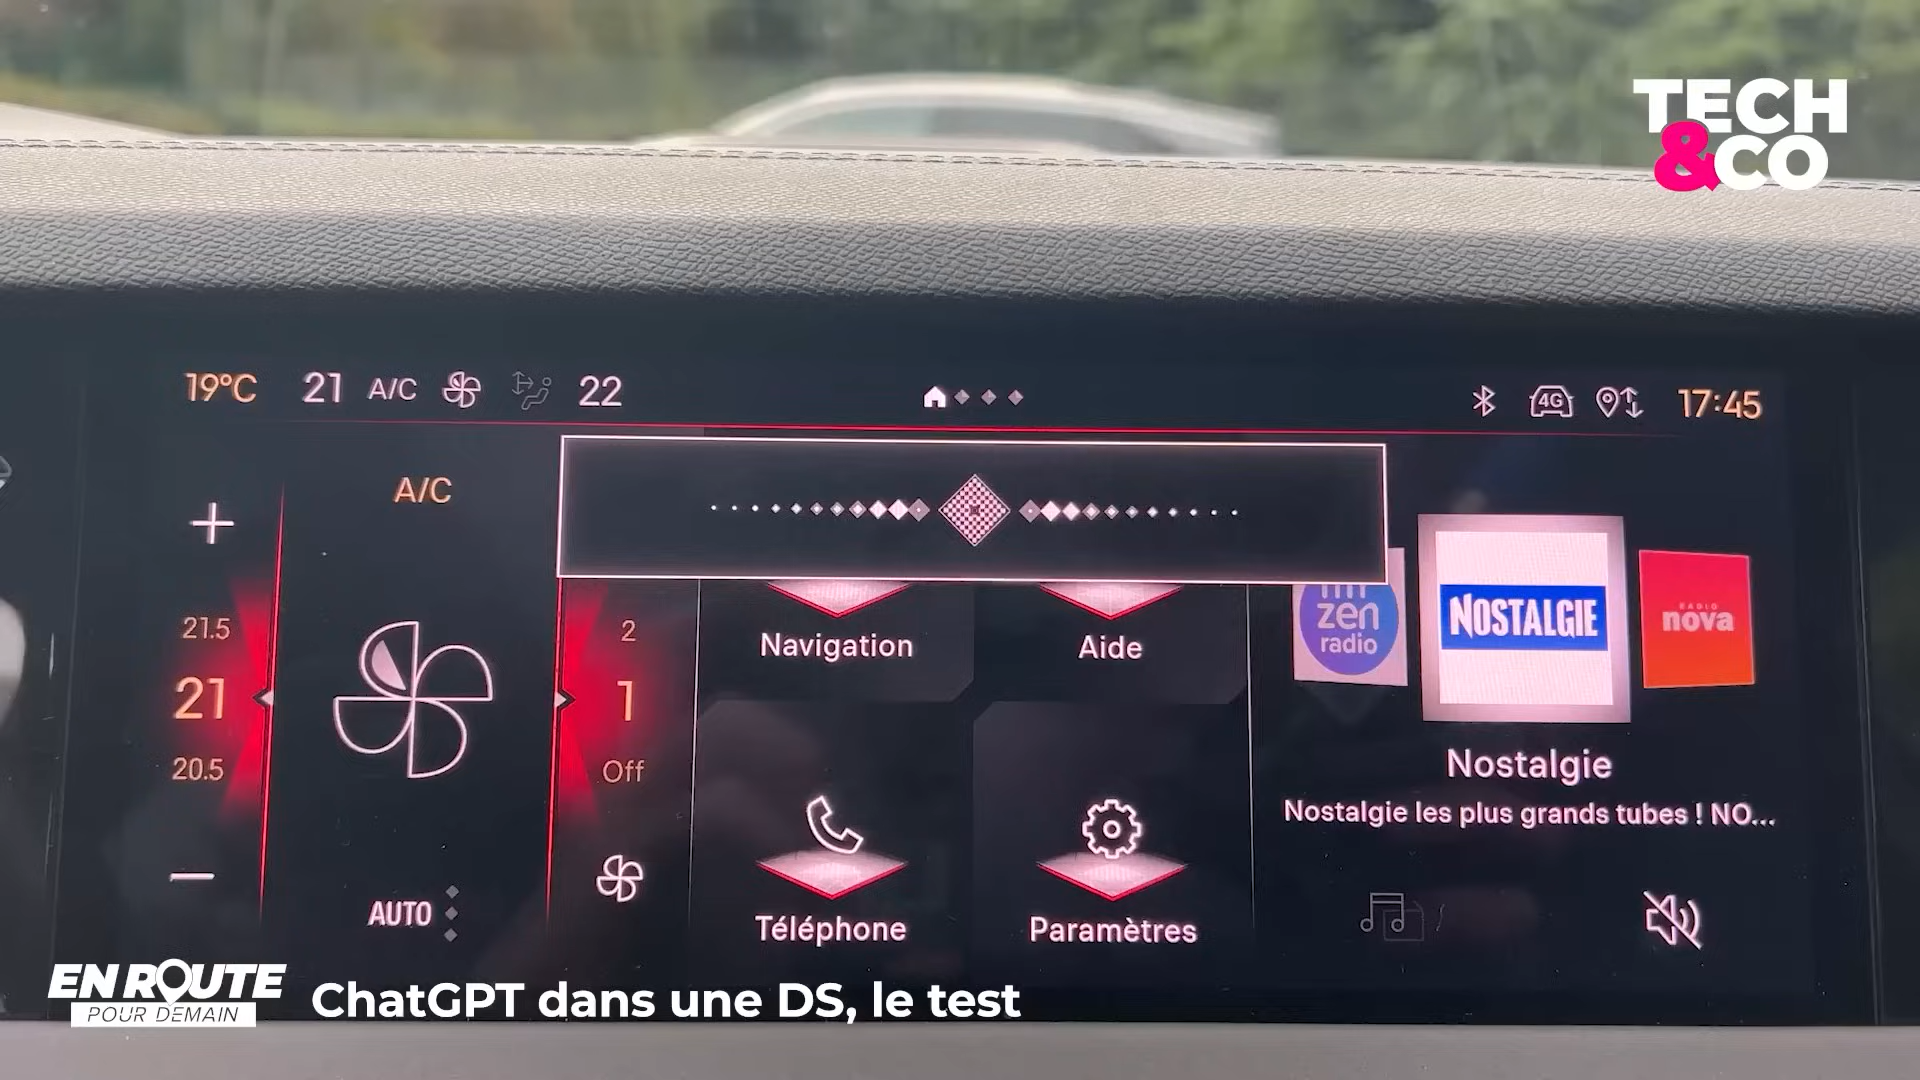 TECH
&CO
19°C 21 A/C 22
4G 17:45
A/C
21.5
21
20.5
AUTO
2
1
Off
Navigation
Aide
Téléphone
Paramètres
zen
radio
NOSTALGIE
RADIO
nova
Nostalgie
Nostalgie les plus grands tubes ! NO...
EN ROUTE
POUR DEMAIN
ChatGPT dans une DS, le test